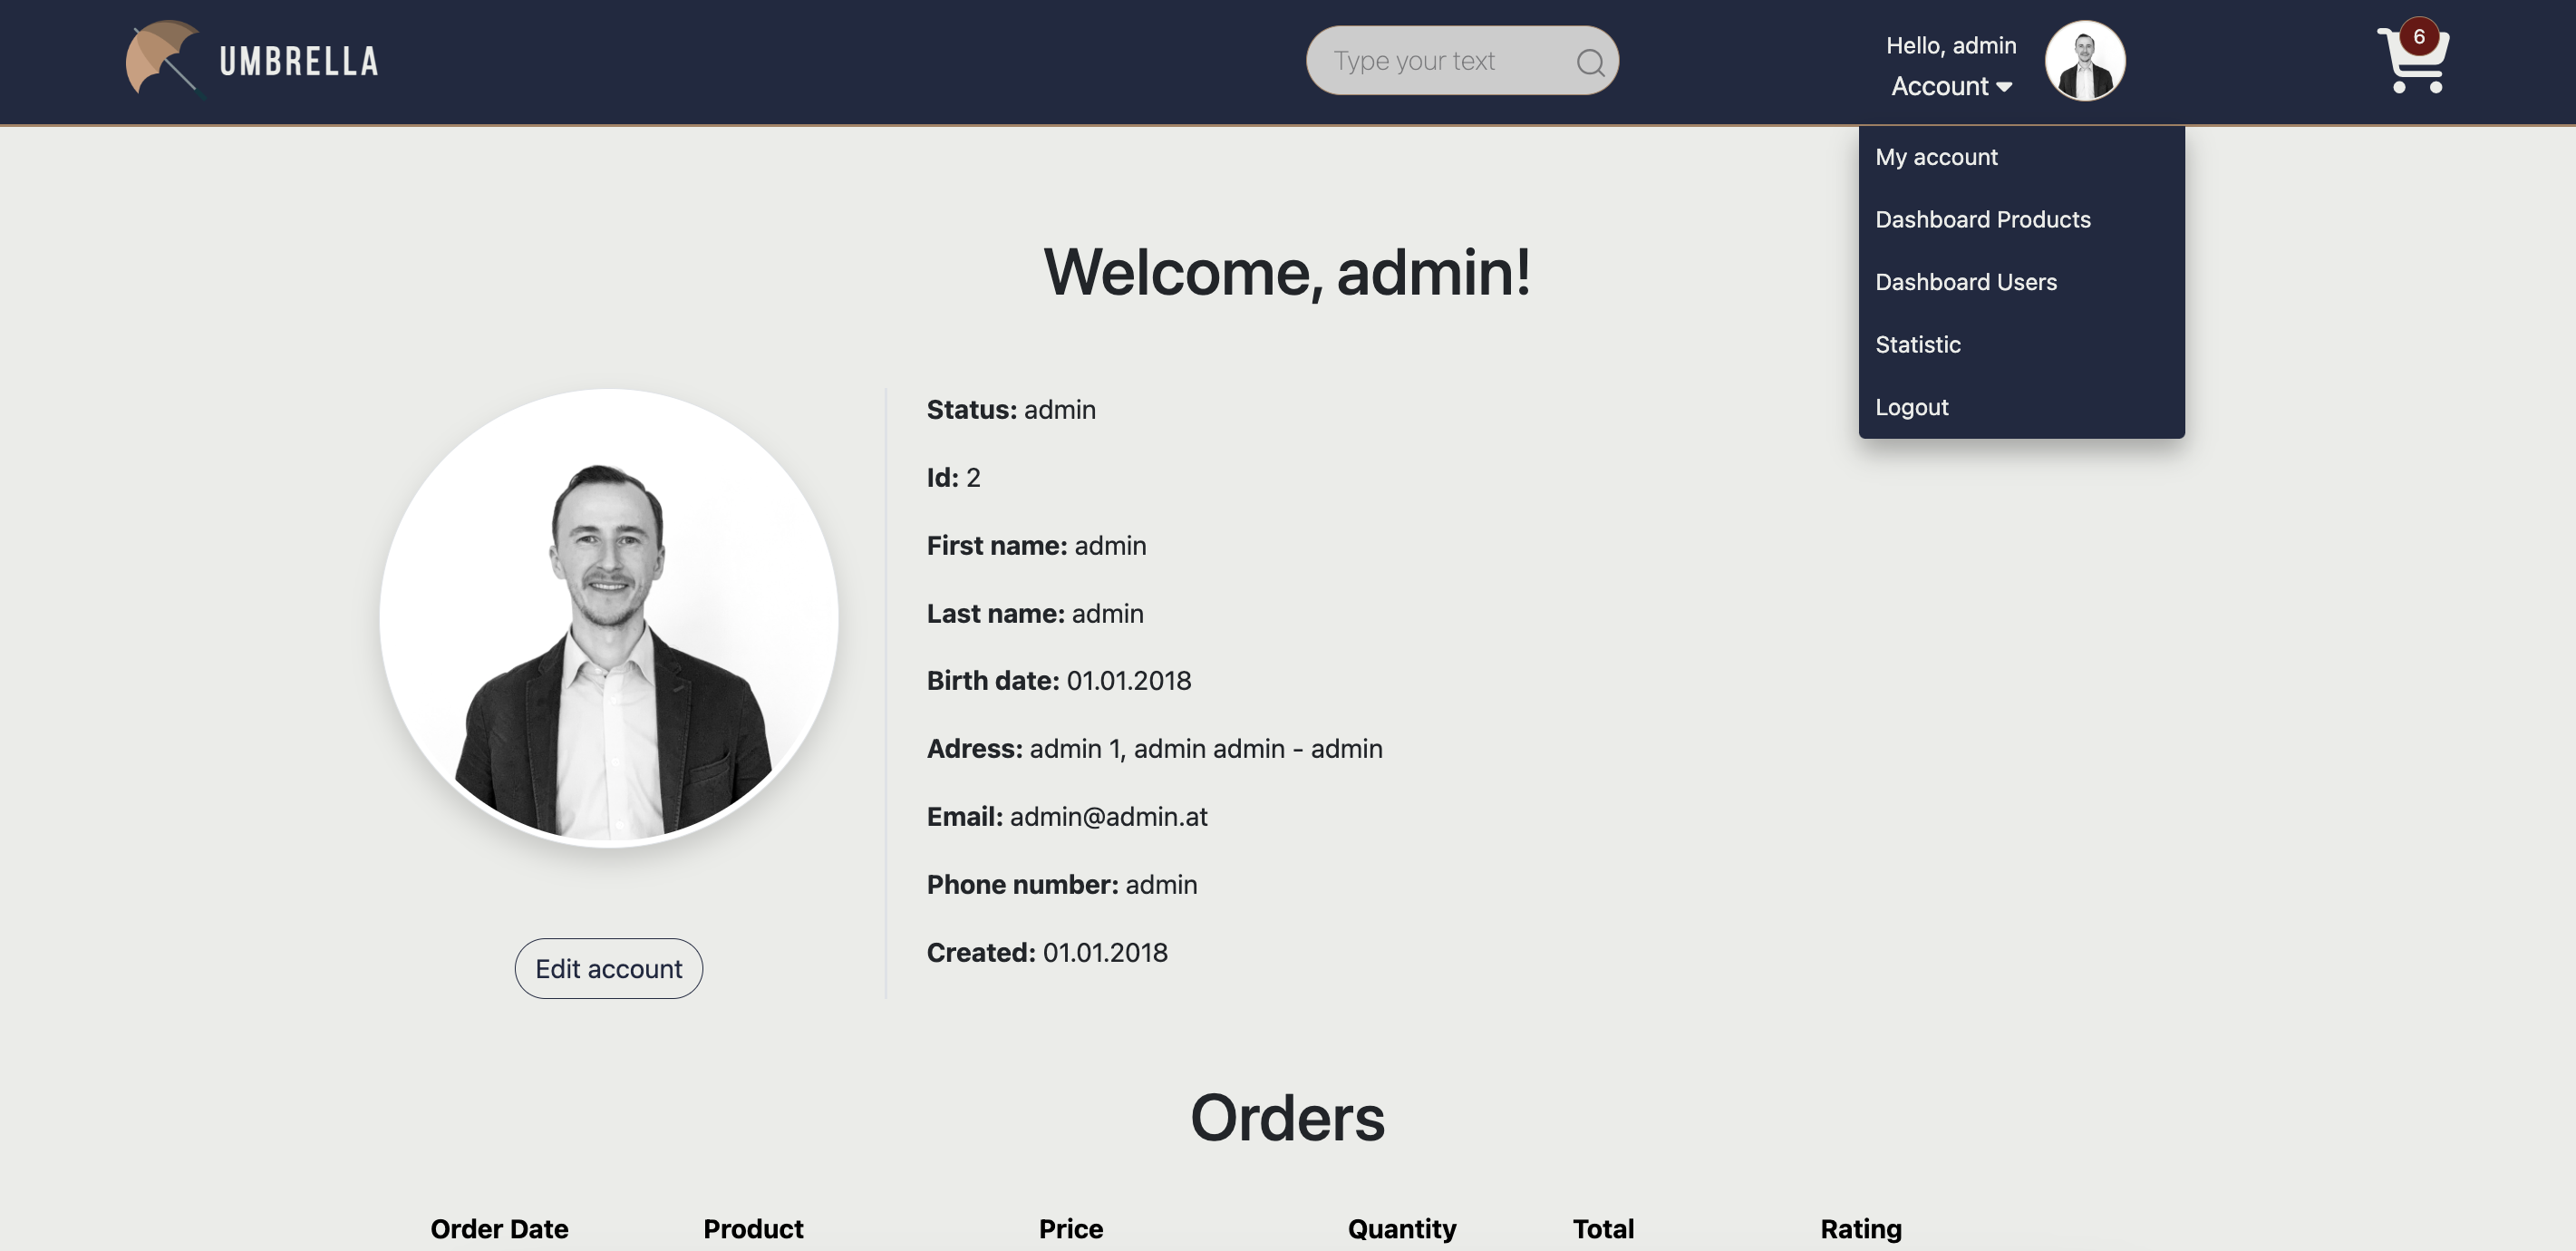 UMBRELLA
Type your text
Hello, admin
Account
6
My account
Dashboard Products
Dashboard Users
Statistic
Logout
Welcome, admin!
Status: admin
Id: 2
First name: admin
Last name: admin
Birth date: 01.01.2018
Adress: admin 1, admin admin - admin
Email: admin@admin.at
Phone number: admin
Created: 01.01.2018
Edit account
Orders
Order Date Product Price Quantity Total Rating